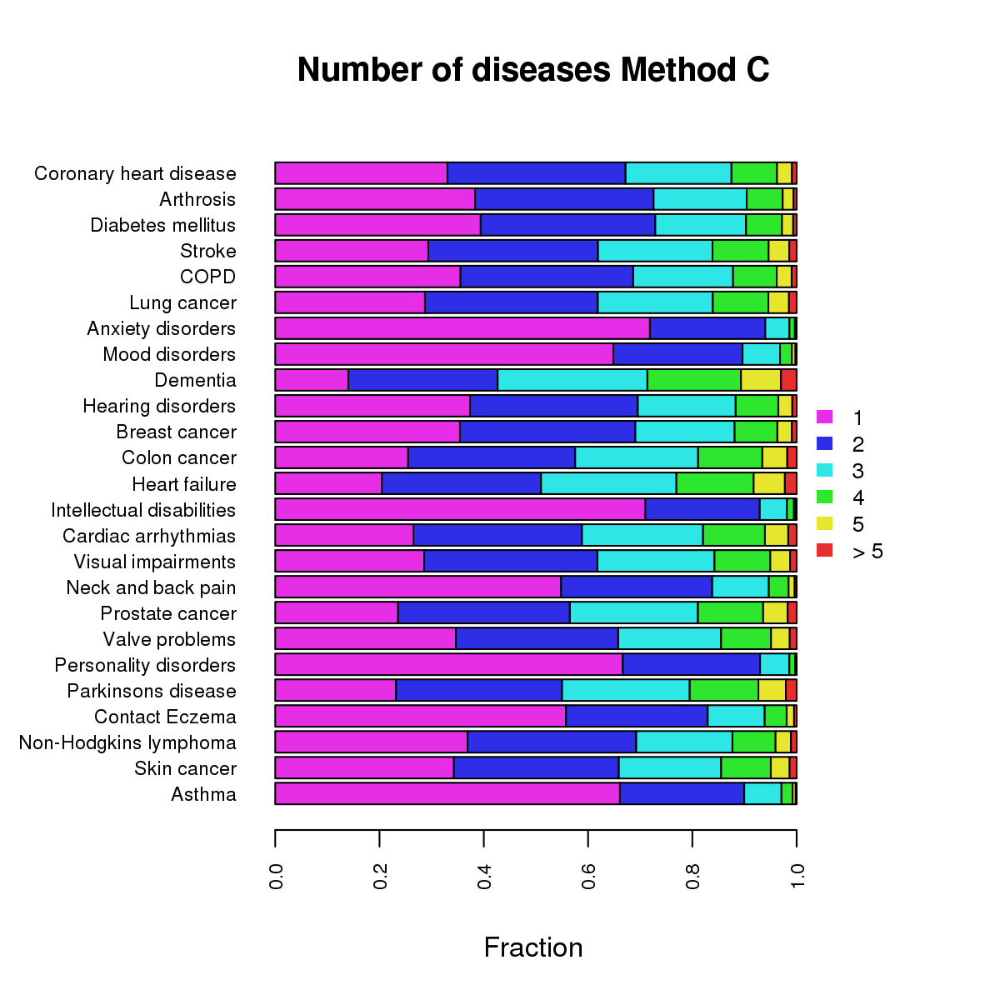 Number of diseases Method C
Coronary heart disease
Arthrosis
Diabetes mellitus
Stroke
COPD
Lung cancer
Anxiety disorders
Mood disorders
Dementia
Hearing disorders
Breast cancer
Colon cancer
Heart failure
Intellectual disabilities
Cardiac arrhythmias
Visual impairments
Neck and back pain
Prostate cancer
Valve problems
Personality disorders
Parkinsons disease
Contact Eczema
Non-Hodgkins lymphoma
Skin cancer
Asthma
1
2
3
4
5
> 5
0.0 0.2 0.4 0.6 0.8 1.0
Fraction